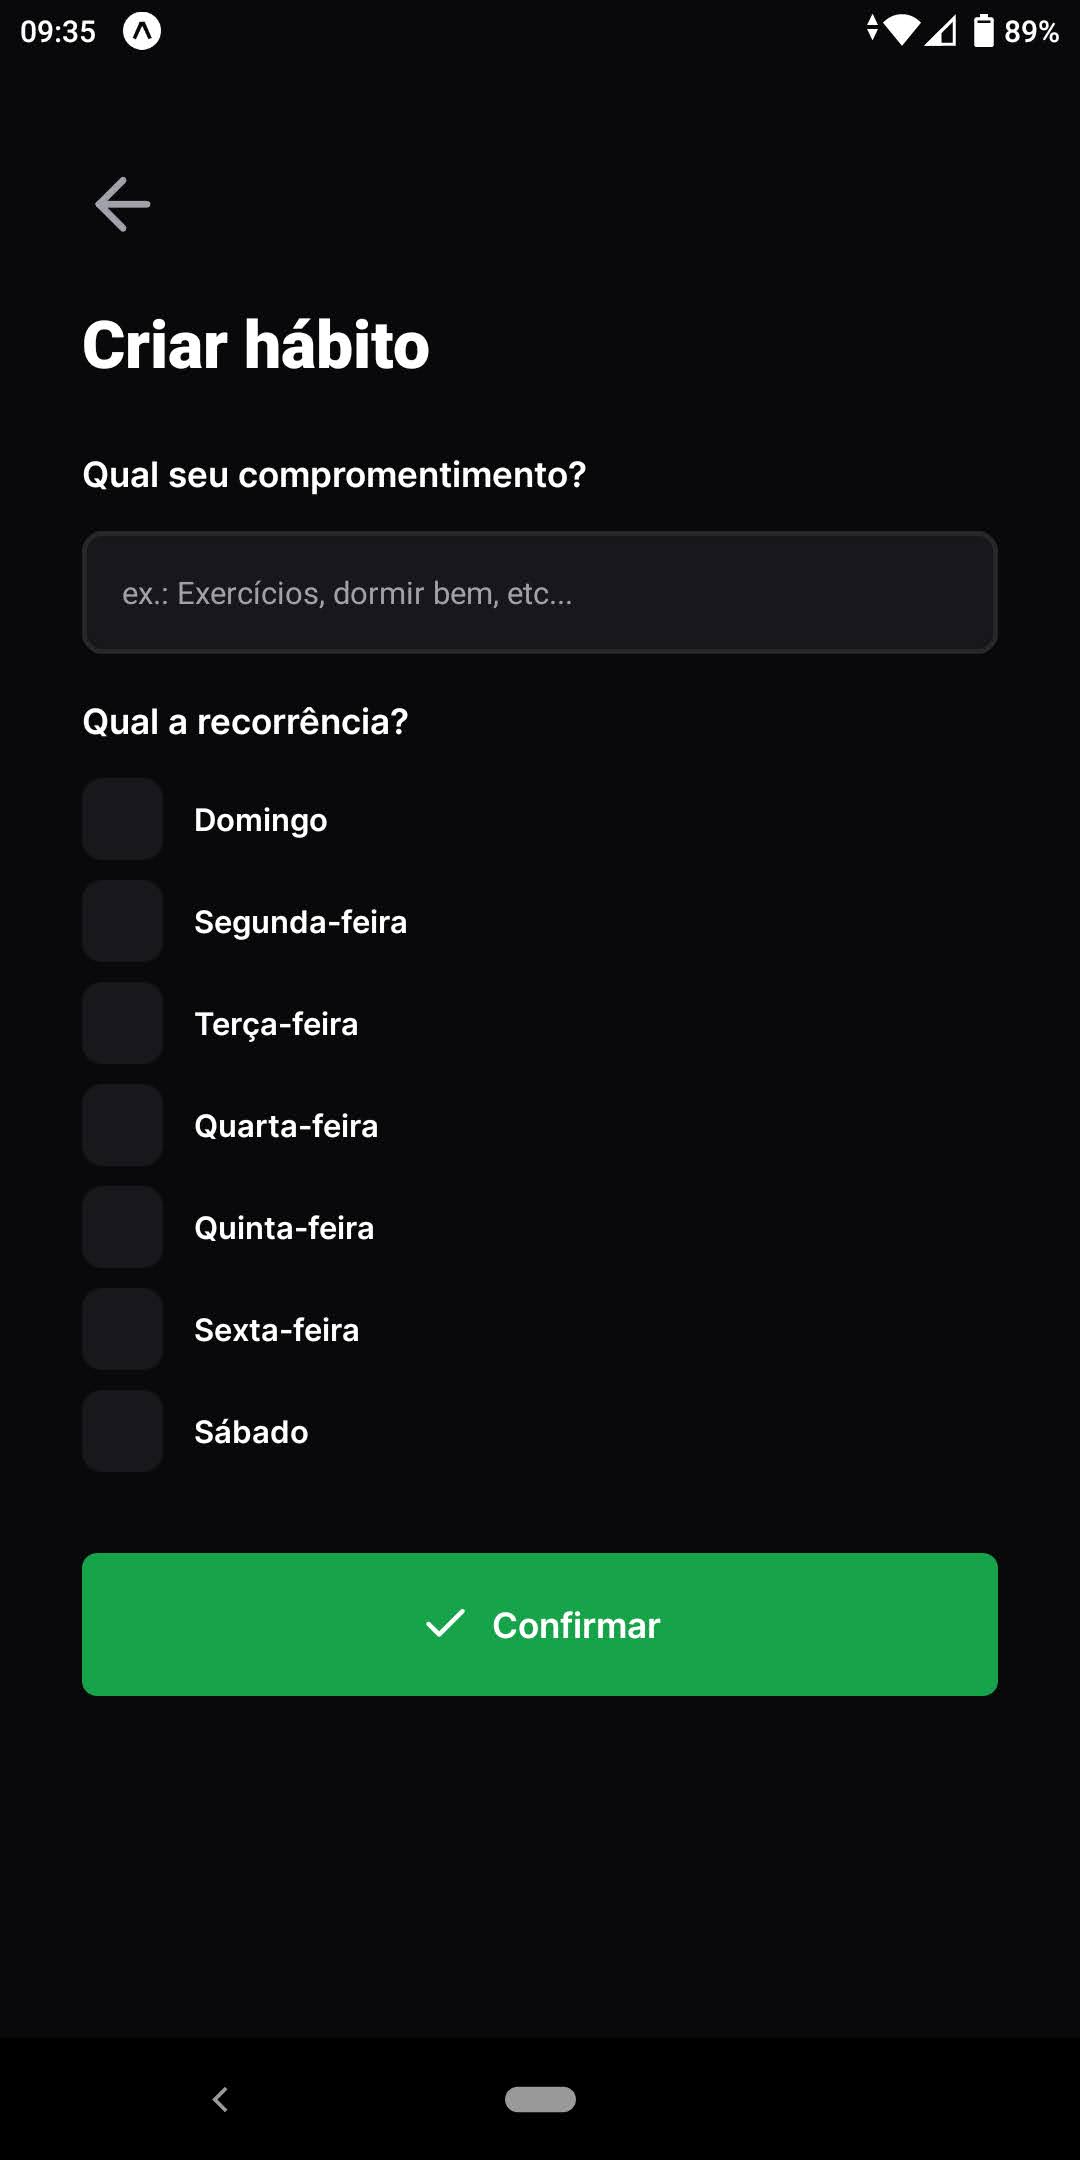 09:35
89%
Criar hábito
Qual seu compromentimento?
ex.: Exercícios, dormir bem, etc...
Qual a recorrência?
Domingo
Segunda-feira
Terça-feira
Quarta-feira
Quinta-feira
Sexta-feira
Sábado
Confirmar